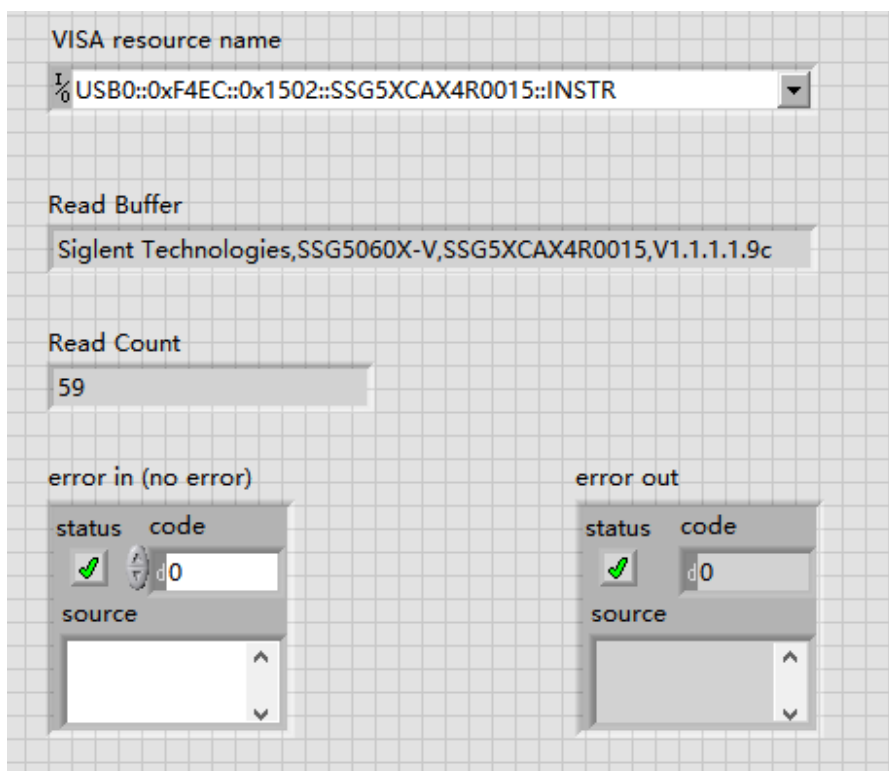 VISA resource name
I/O USB0::0xF4EC::0x1502::SSG5XCAX4R0015::INSTR
Read Buffer
Siglent Technologies,SSG5060X-V,SSG5XCAX4R0015,V1.1.1.1.9c
Read Count
59
error in (no error) error out
status code status code
d 0 d 0
source source